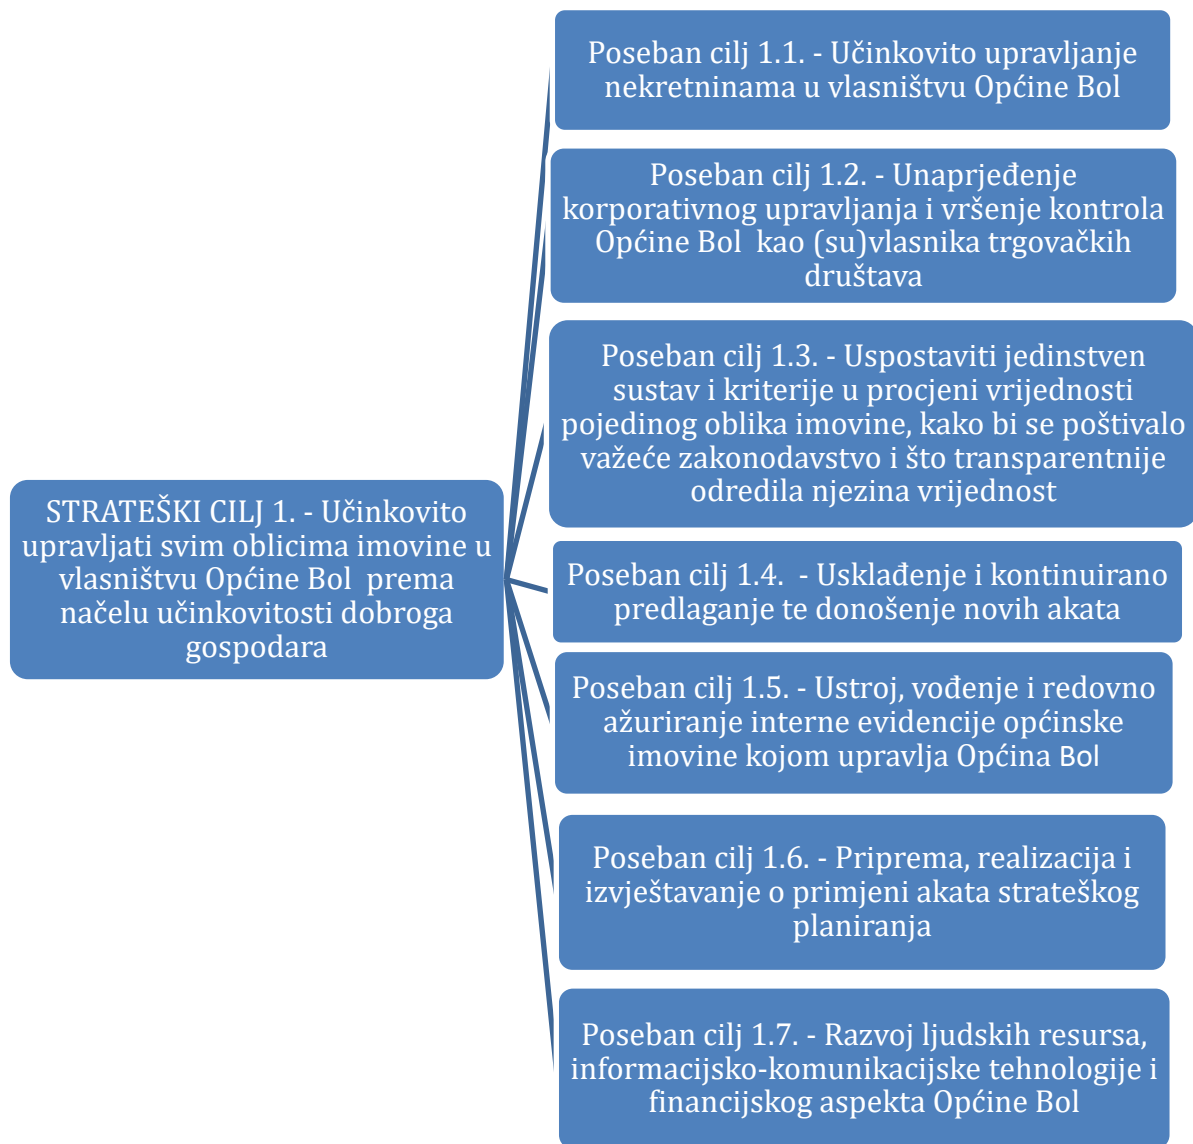 STRATEŠKI CILJ 1. - Učinkovito
upravljati svim oblicima imovine u
vlasništvu Općine Bol  prema
načelu učinkovitosti dobroga
gospodara
Poseban cilj 1.1. - Učinkovito upravljanje
nekretninama u vlasništvu Općine Bol
Poseban cilj 1.2. - Unaprjeđenje
korporativnog upravljanja i vršenje kontrola
Općine Bol  kao (su)vlasnika trgovačkih
društava
Poseban cilj 1.3. - Uspostaviti jedinstven
sustav i kriterije u procjeni vrijednosti
pojedinog oblika imovine, kako bi se poštivalo
važeće zakonodavstvo i što transparentnije
odredila njezina vrijednost
Poseban cilj 1.4.  - Usklađenje i kontinuirano
predlaganje te donošenje novih akata
Poseban cilj 1.5. - Ustroj, vođenje i redovno
ažuriranje interne evidencije općinske
imovine kojom upravlja Općina Bol
Poseban cilj 1.6. - Priprema, realizacija i
izvještavanje o primjeni akata strateškog
planiranja
Poseban cilj 1.7. - Razvoj ljudskih resursa,
informacijsko-komunikacijske tehnologije i
financijskog aspekta Općine Bol